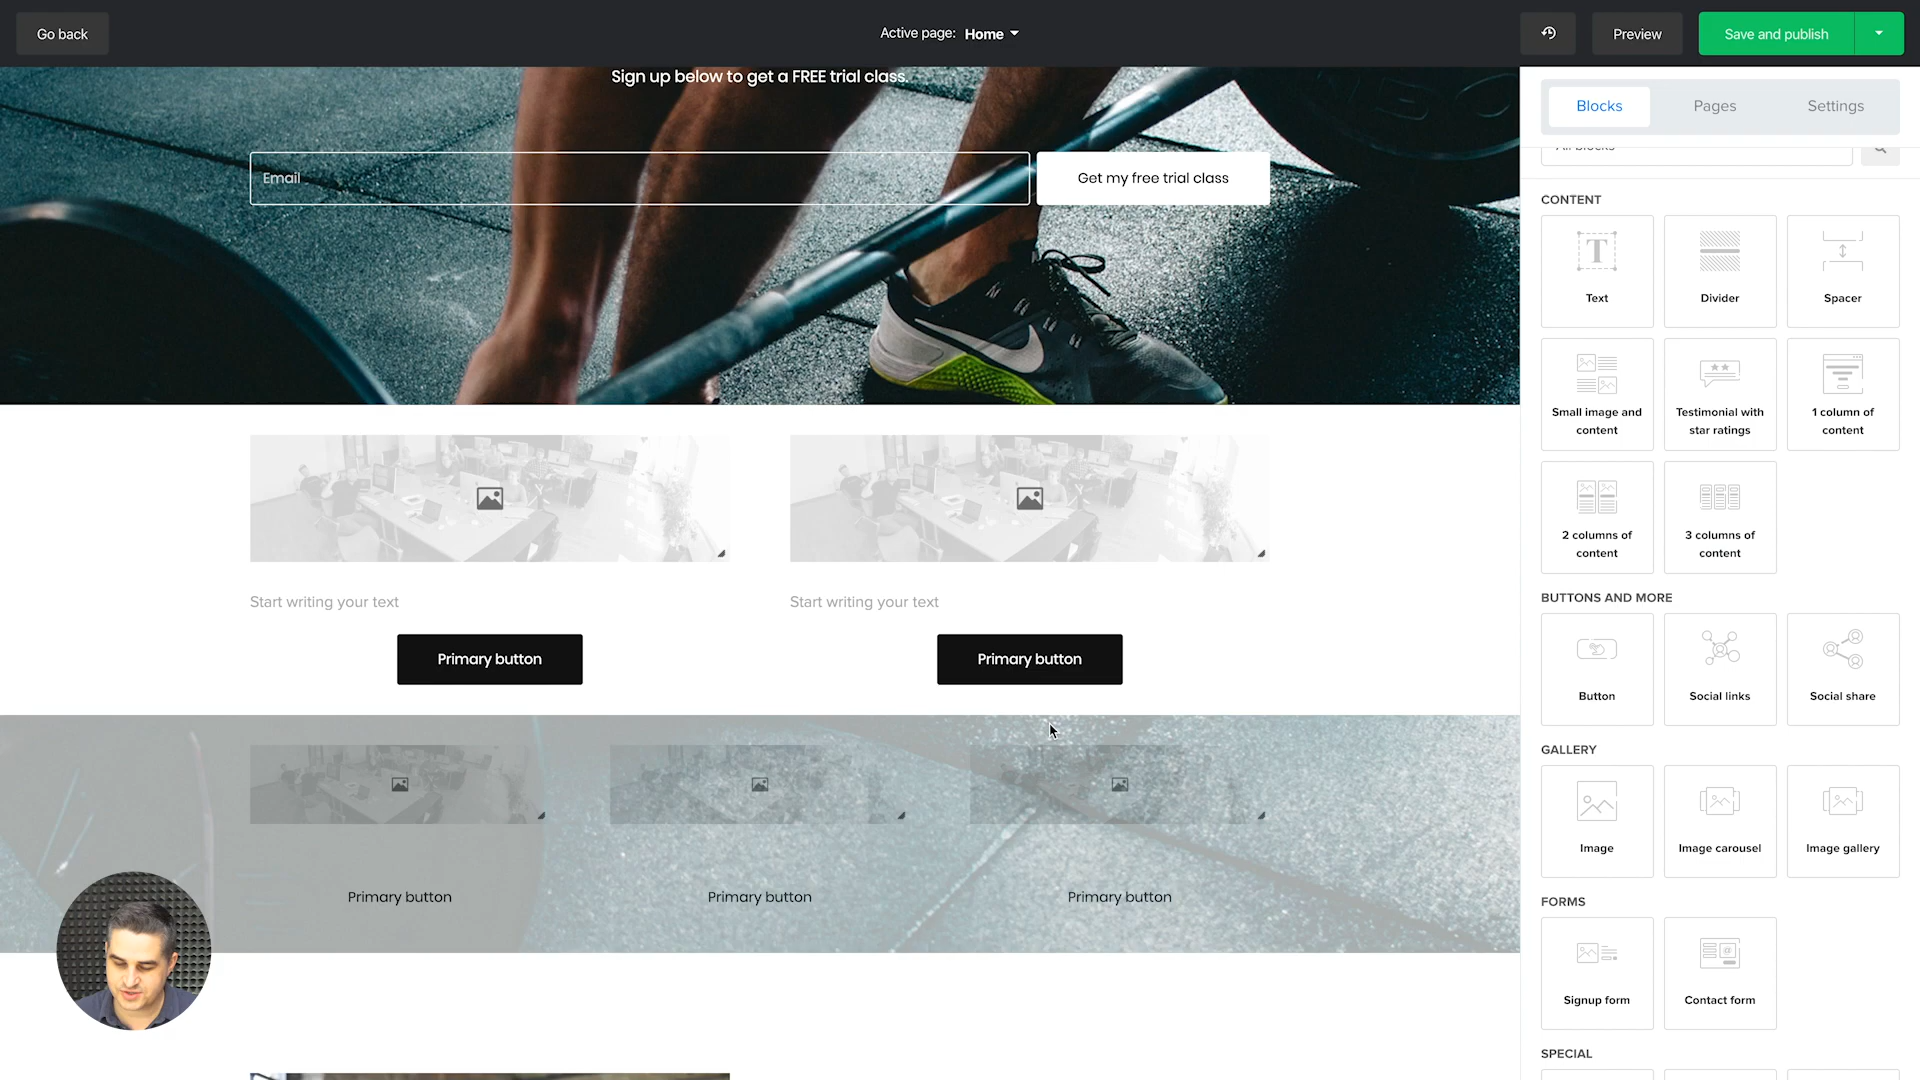 Go back
Active page: Home
Preview
Save and publish
Sign up below to get a FREE trial class.
Email
Get my free trial class
Start writing your text
Start writing your text
Primary button
Primary button
Primary button
Primary button
Primary button
Blocks
Pages
Settings
All blocks
CONTENT
Text
Divider
Spacer
Small image and
content
Testimonial with
star ratings
1 column of
content
2 columns of
content
3 columns of
content
BUTTONS AND MORE
Button
Social links
Social share
GALLERY
Image
Image carousel
Image gallery
FORMS
Signup form
Contact form
SPECIAL